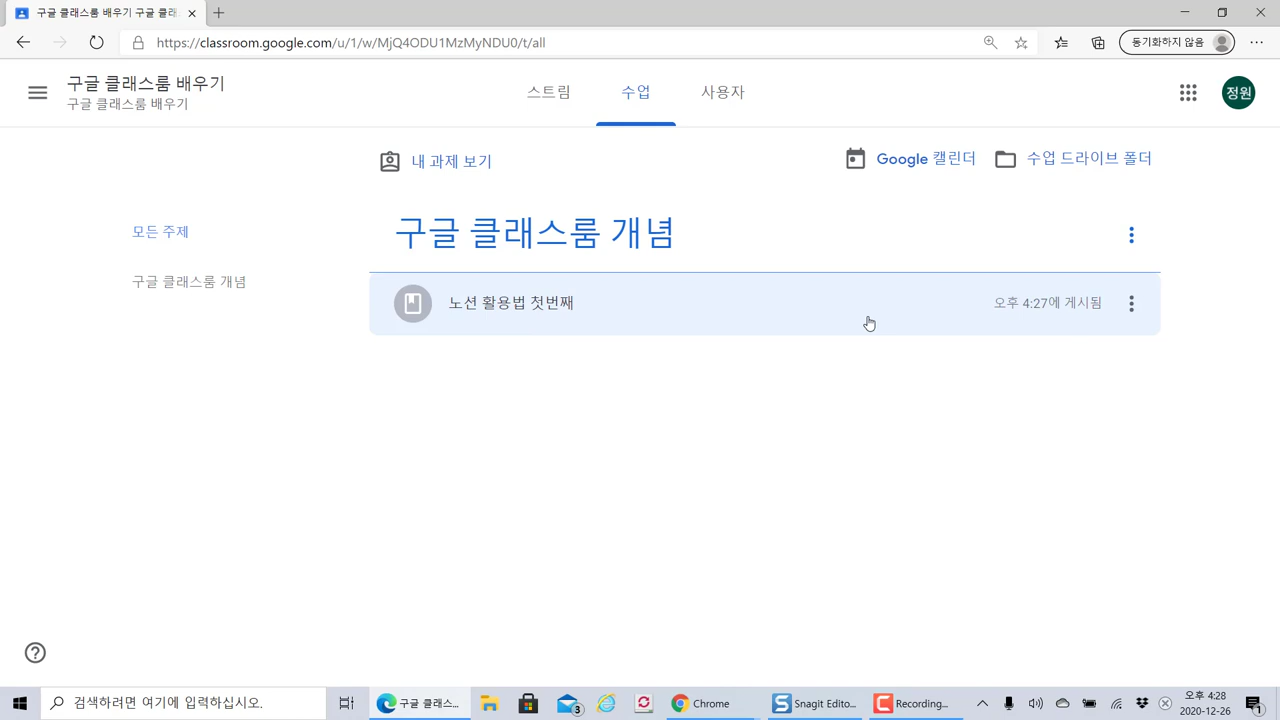 구글 클래스룸 배우기 구글 클래
https://classroom.google.com/u/1/w/MjQ4ODU1MzMyNDU0/t/all
동기화하지 않음
구글 클래스룸 배우기
구글 클래스룸 배우기
스트림
수업
사용자
정원
내 과제 보기
Google 캘린더
수업 드라이브 폴더
모든 주제
구글 클래스룸 개념
구글 클래스룸 개념
노션 활용법 첫번째
오후 4:27에 게시됨
검색하려면 여기에 입력하십시오.
구글 클래스...
3
Chrome
Snagit Edito...
Recording...
오후 4:28
2020-12-26
1